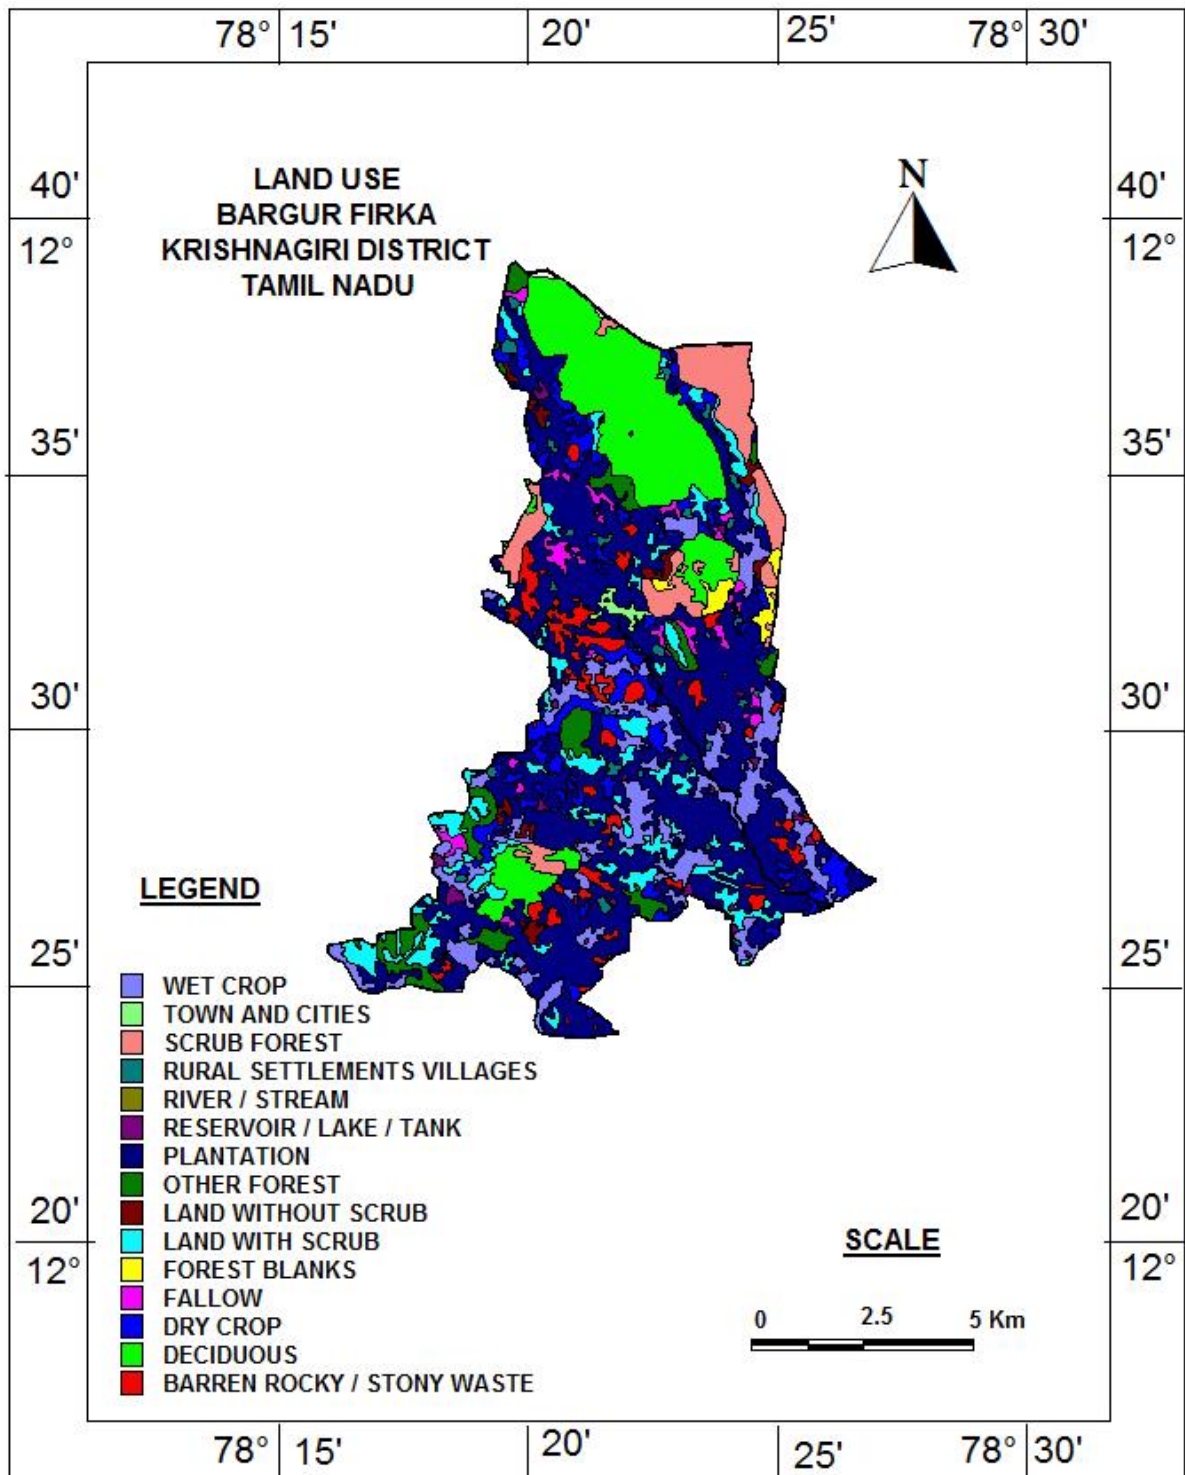 78° 15' 20' 25' 78° 30'
N
LAND USE
BARGUR FIRKA
KRISHNAGIRI DISTRICT
TAMIL NADU
40' 40'
12° 12°
35' 35'
30' 30'
LEGEND
25' 25'
WET CROP
TOWN AND CITIES
SCRUB FOREST
RURAL SETTLEMENTS VILLAGES
RIVER / STREAM
RESERVOIR / LAKE / TANK
PLANTATION
OTHER FOREST
LAND WITHOUT SCRUB
LAND WITH SCRUB
FOREST BLANKS
FALLOW
DRY CROP
DECIDUOUS
BARREN ROCKY / STONY WASTE
20' 20'
12° 12°
SCALE
0 2.5 5 Km
78° 15' 20' 25' 78° 30'